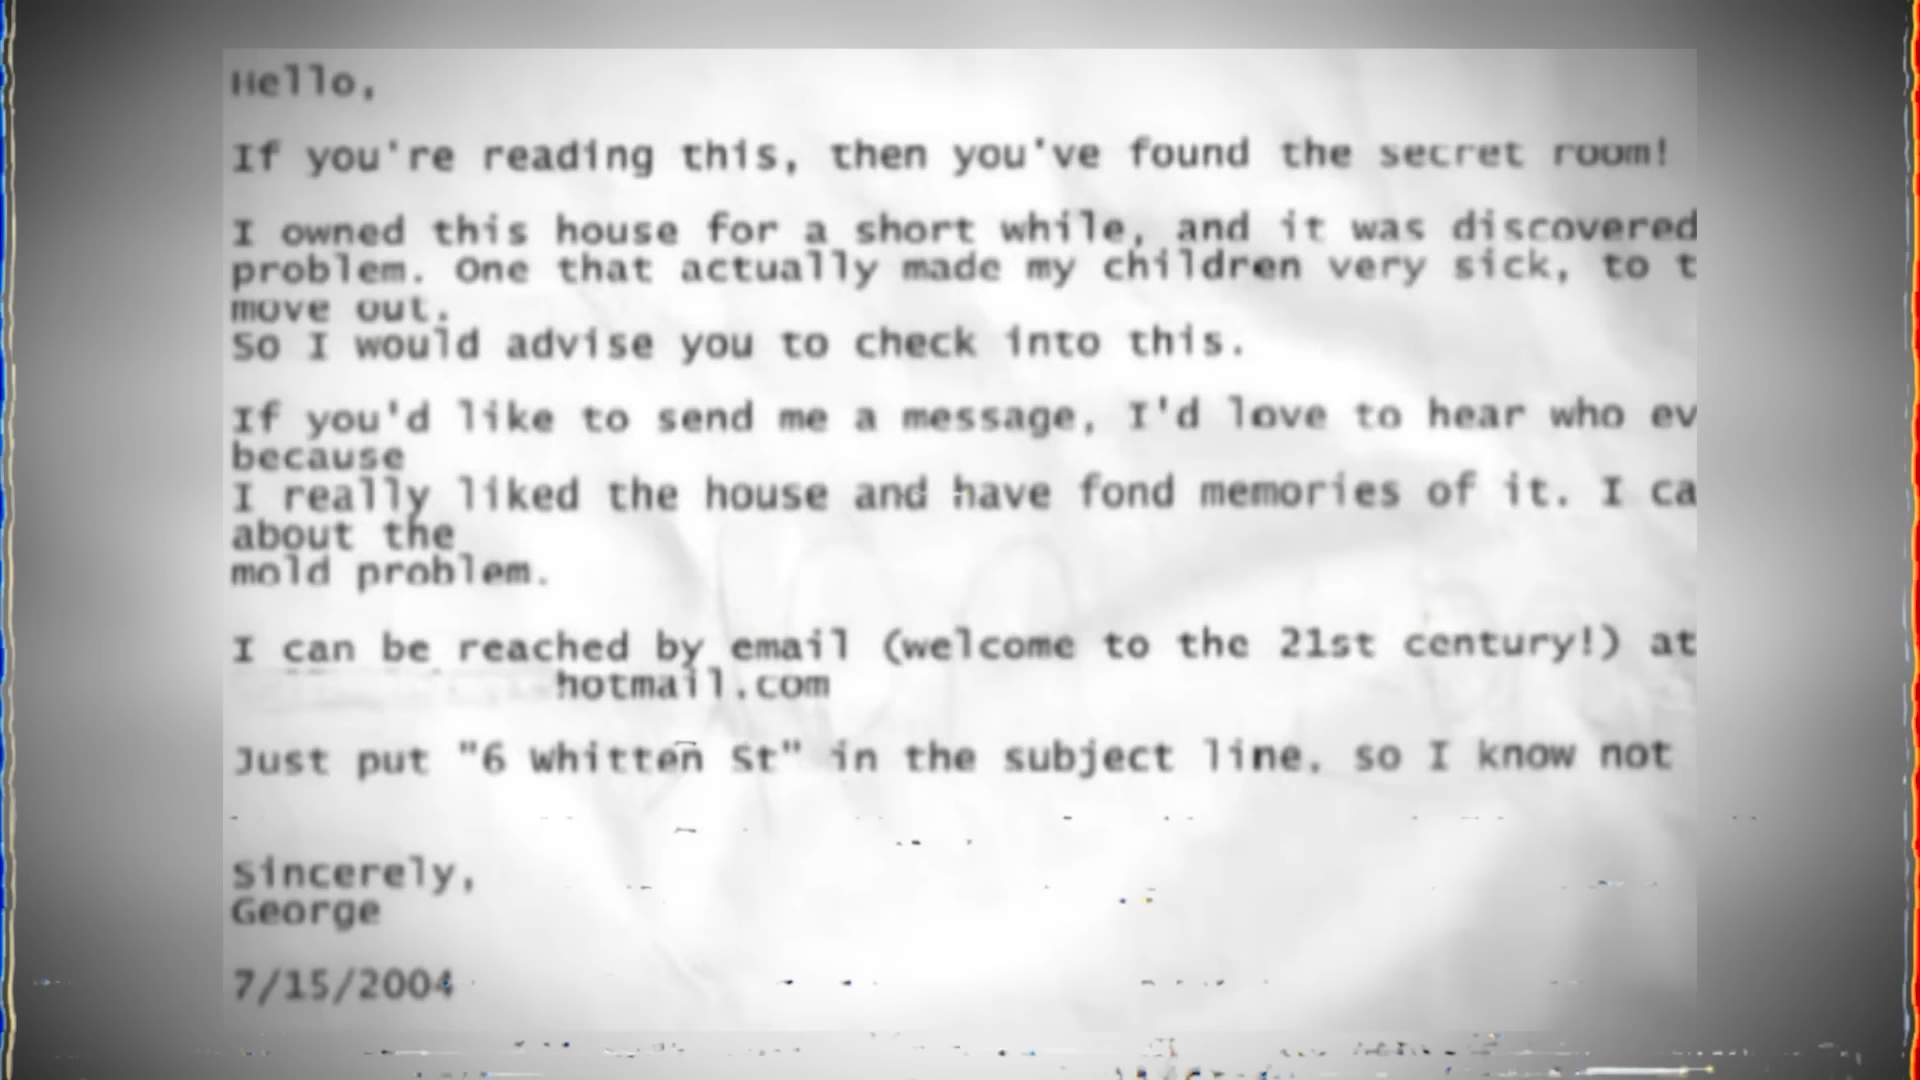 Hello,
If you're reading this, then you've found the secret room!
I owned this house for a short while, and it was discovered
problem. One that actually made my children very sick, to t
move out.
So I would advise you to check into this.
If you'd like to send me a message, I'd love to hear who ev
because
I really liked the house and have fond memories of it. I ca
about the
mold problem.
I can be reached by email (welcome to the 21st century!) at
hotmail.com
Just put "6 Whitten St" in the subject line, so I know not
Sincerely,
George
7/15/2004